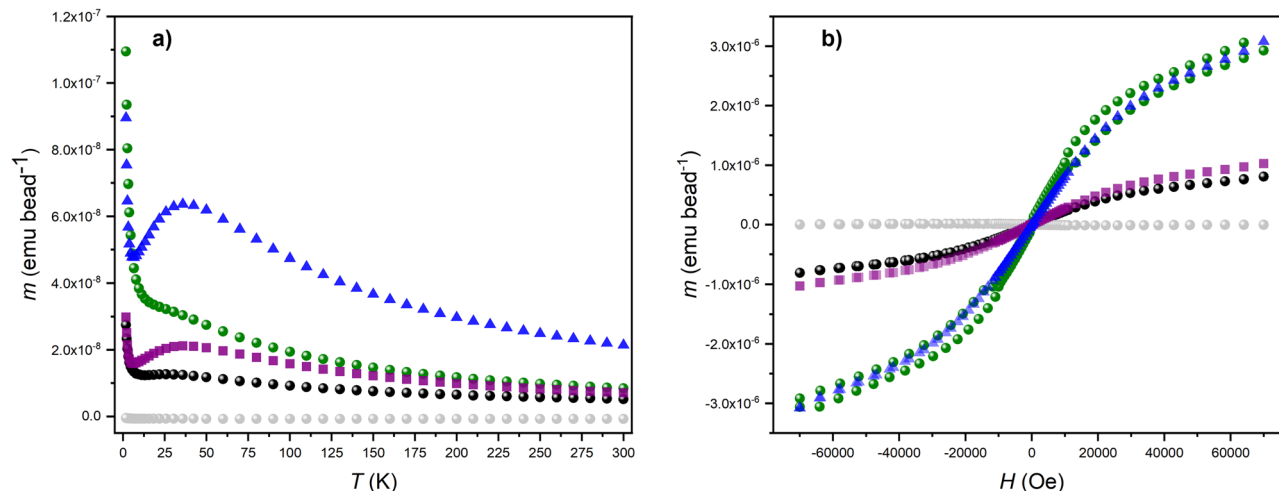 a)
1.2x10⁻⁷
1.0x10⁻⁷
8.0x10⁻⁸
6.0x10⁻⁸
4.0x10⁻⁸
2.0x10⁻⁸
0.0
m (emu bead⁻¹)
0 25 50 75 100 125 150 175 200 225 250 275 300
T (K)
b)
3.0x10⁻⁶
2.0x10⁻⁶
1.0x10⁻⁶
0.0
-1.0x10⁻⁶
-2.0x10⁻⁶
-3.0x10⁻⁶
m (emu bead⁻¹)
-60000 -40000 -20000 0 20000 40000 60000
H (Oe)